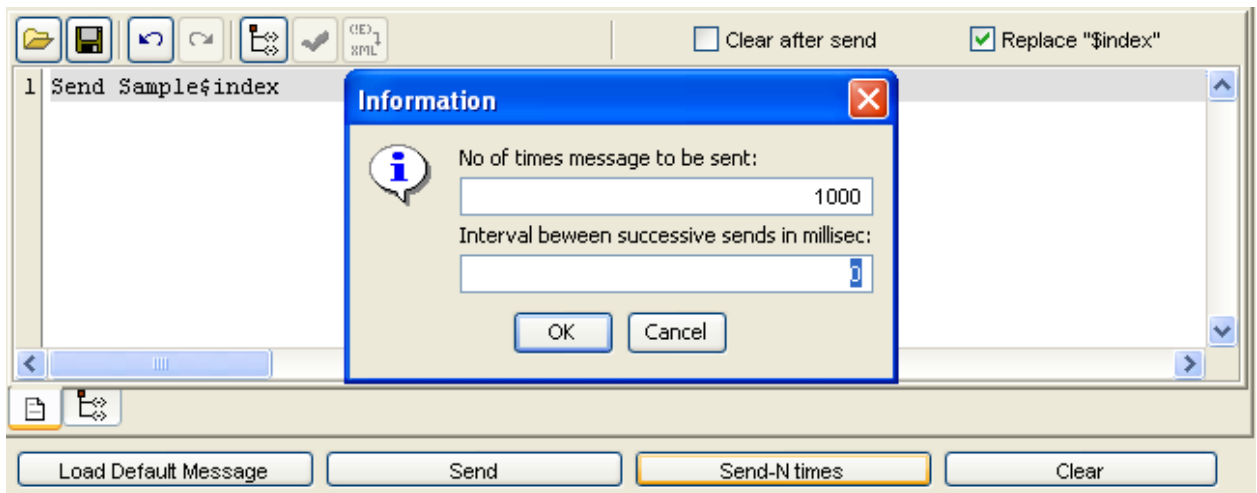 (!E)
XML
Clear after send
Replace "$index"
1 Send Sample$index
Information
No of times message to be sent:
1000
Interval beween successive sends in millisec:
0
OK
Cancel
Load Default Message
Send
Send-N times
Clear